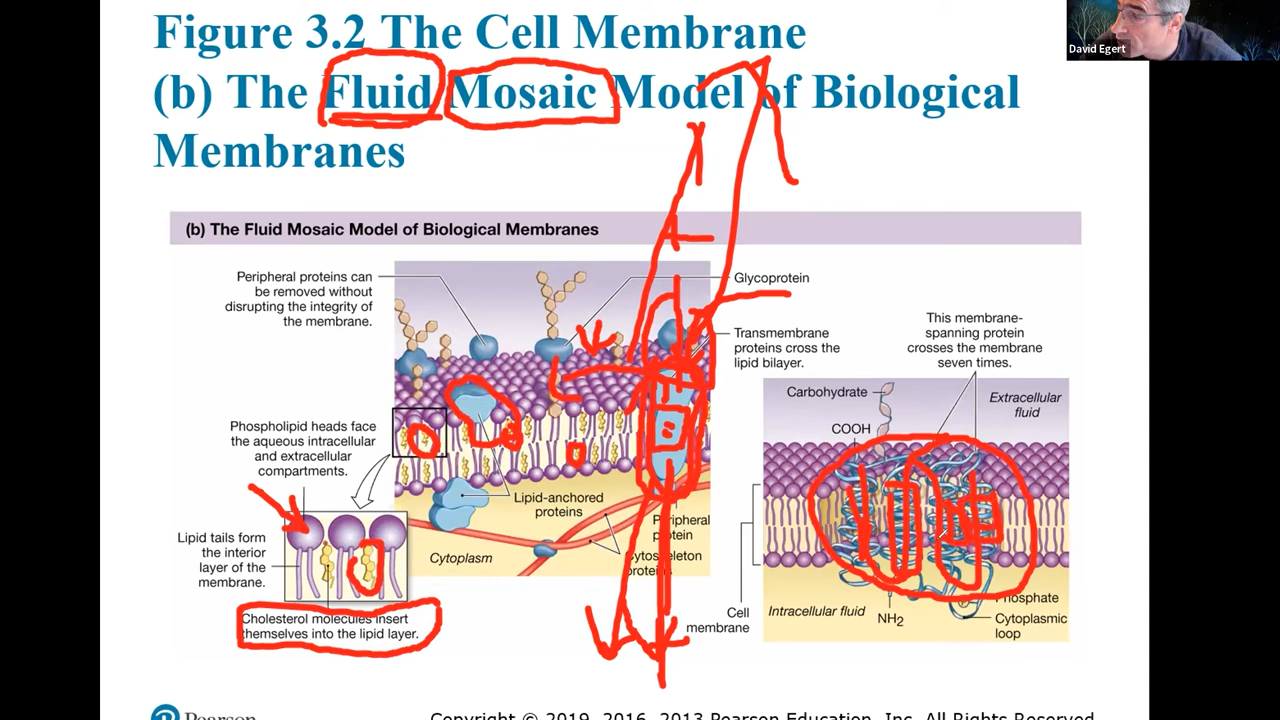 Figure 3.2 The Cell Membrane
David Egert
(b) The Fluid Mosaic Model of Biological
Membranes
(b) The Fluid Mosaic Model of Biological Membranes
Peripheral proteins can
be removed without
disrupting the integrity of
the membrane.
Glycoprotein
Transmembrane
proteins cross the
lipid bilayer.
This membrane-
spanning protein
crosses the membrane
seven times.
Carbohydrate
Extracellular
fluid
COOH
Phospholipid heads face
the aqueous intracellular
and extracellular
compartments.
Lipid-anchored
proteins
Peripheral
protein
Lipid tails form
the interior
layer of the
membrane.
Cytoplasm
Cytoskeleton
proteins
Cholesterol molecules insert
themselves into the lipid layer.
Cell
membrane
Intracellular fluid
NH2
Phosphate
Cytoplasmic
loop
P
Pearson
Copyright © 2019, 2016, 2013 Pearson Education, Inc. All Rights Reserved